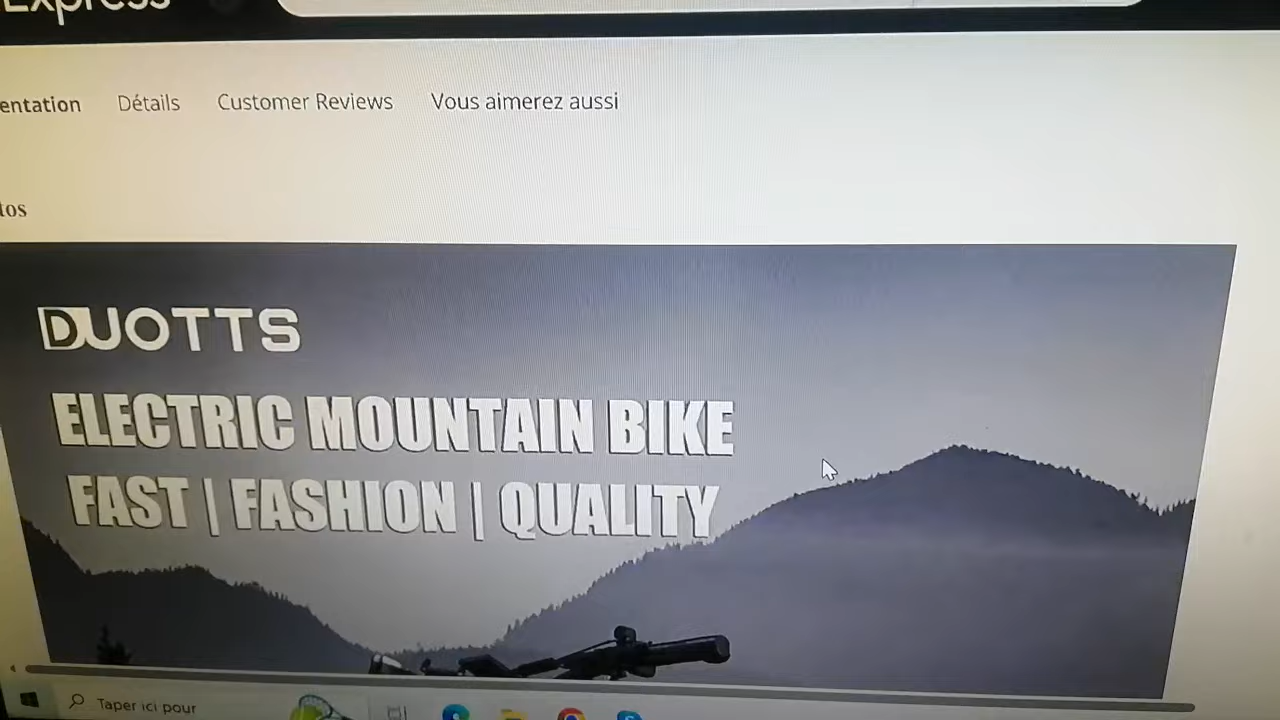 Express
entation Détails Customer Reviews Vous aimerez aussi
tos
DUOTTS
ELECTRIC MOUNTAIN BIKE
FAST | FASHION | QUALITY
Taper ici pour